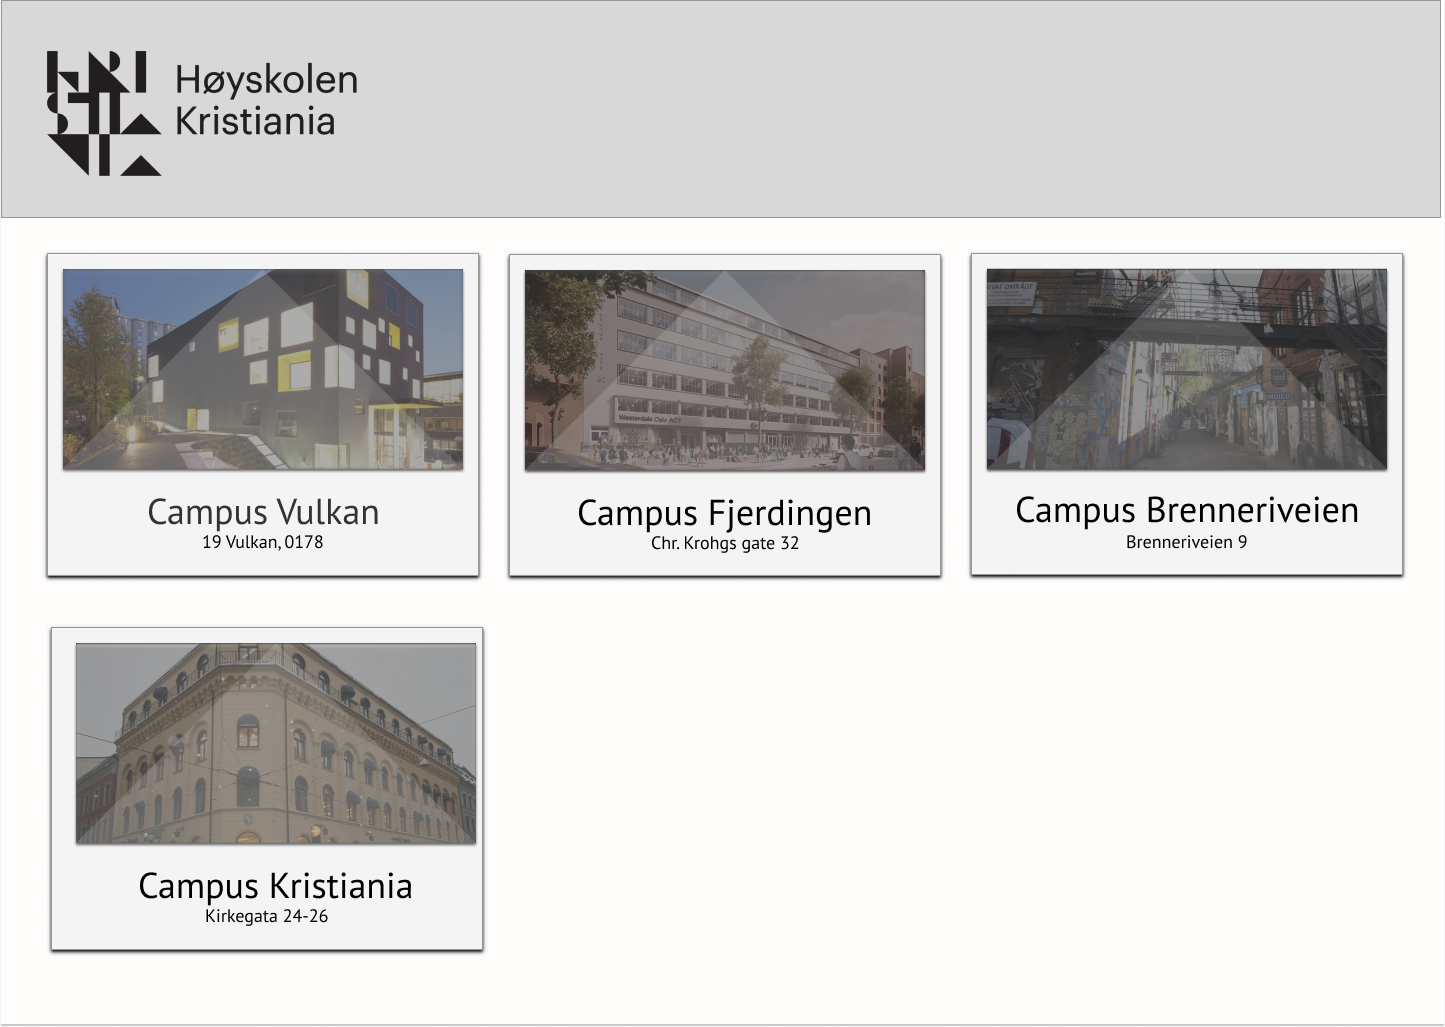 Høyskolen
Kristiania
Westerdals Oslo ACT
INDIGO
Campus Vulkan
19 Vulkan, 0178
Campus Fjerdingen
Chr. Krohgs gate 32
Campus Brenneriveien
Brenneriveien 9
Campus Kristiania
Kirkegata 24-26